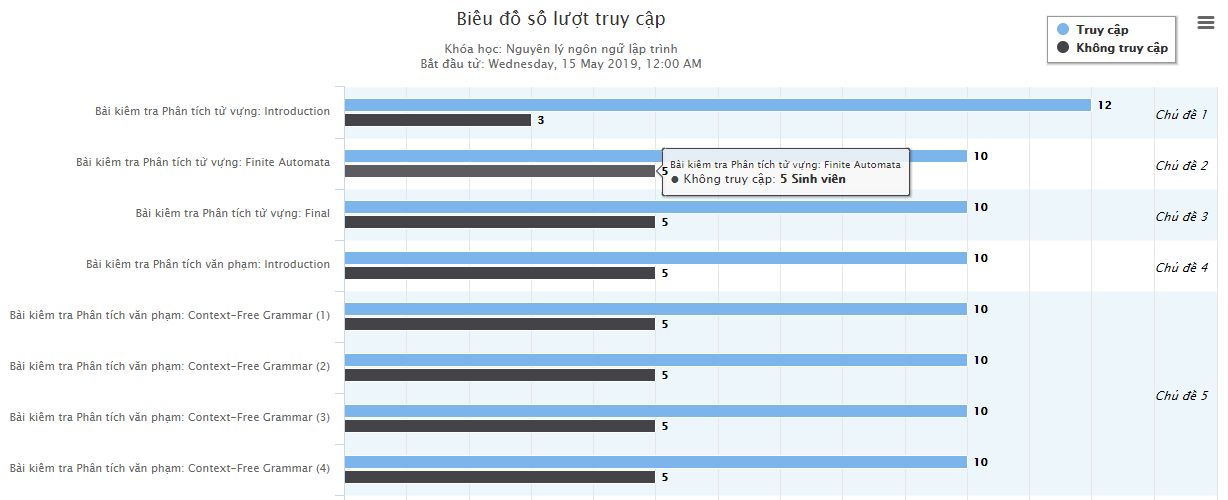 Biểu đồ số lượt truy cập
Khóa học: Nguyên lý ngôn ngữ lập trình
Bắt đầu từ: Wednesday, 15 May 2019, 12:00 AM
Truy cập
Không truy cập
Bài kiểm tra Phân tích từ vựng: Introduction
12
3
Chủ đề 1
Bài kiểm tra Phân tích từ vựng: Finite Automata
10
5
Bài kiểm tra Phân tích từ vựng: Finite Automata
Không truy cập: 5 Sinh viên
Chủ đề 2
Bài kiểm tra Phân tích từ vựng: Final
10
5
Chủ đề 3
Bài kiểm tra Phân tích văn phạm: Introduction
10
5
Chủ đề 4
Bài kiểm tra Phân tích văn phạm: Context-Free Grammar (1)
10
5
Bài kiểm tra Phân tích văn phạm: Context-Free Grammar (2)
10
5
Chủ đề 5
Bài kiểm tra Phân tích văn phạm: Context-Free Grammar (3)
10
5
Bài kiểm tra Phân tích văn phạm: Context-Free Grammar (4)
10
5